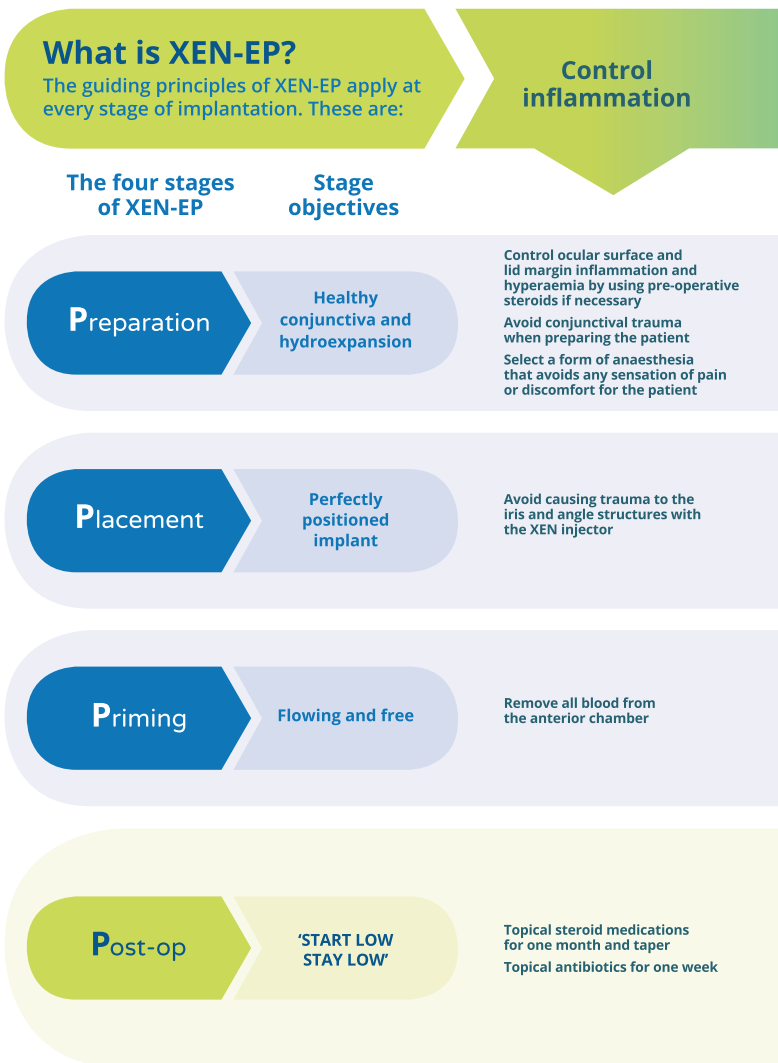 What is XEN-EP?
The guiding principles of XEN-EP apply at
every stage of implantation. These are:
Control
inflammation
The four stages
of XEN-EP
Stage
objectives
Preparation
Healthy
conjunctiva and
hydroexpansion
Control ocular surface and
lid margin inflammation and
hyperaemia by using pre-operative
steroids if necessary
Avoid conjunctival trauma
when preparing the patient
Select a form of anaesthesia
that avoids any sensation of pain
or discomfort for the patient
Placement
Perfectly
positioned
implant
Avoid causing trauma to the
iris and angle structures with
the XEN injector
Priming
Flowing and free
Remove all blood from
the anterior chamber
Post-op
‘START LOW
STAY LOW’
Topical steroid medications
for one month and taper
Topical antibiotics for one week